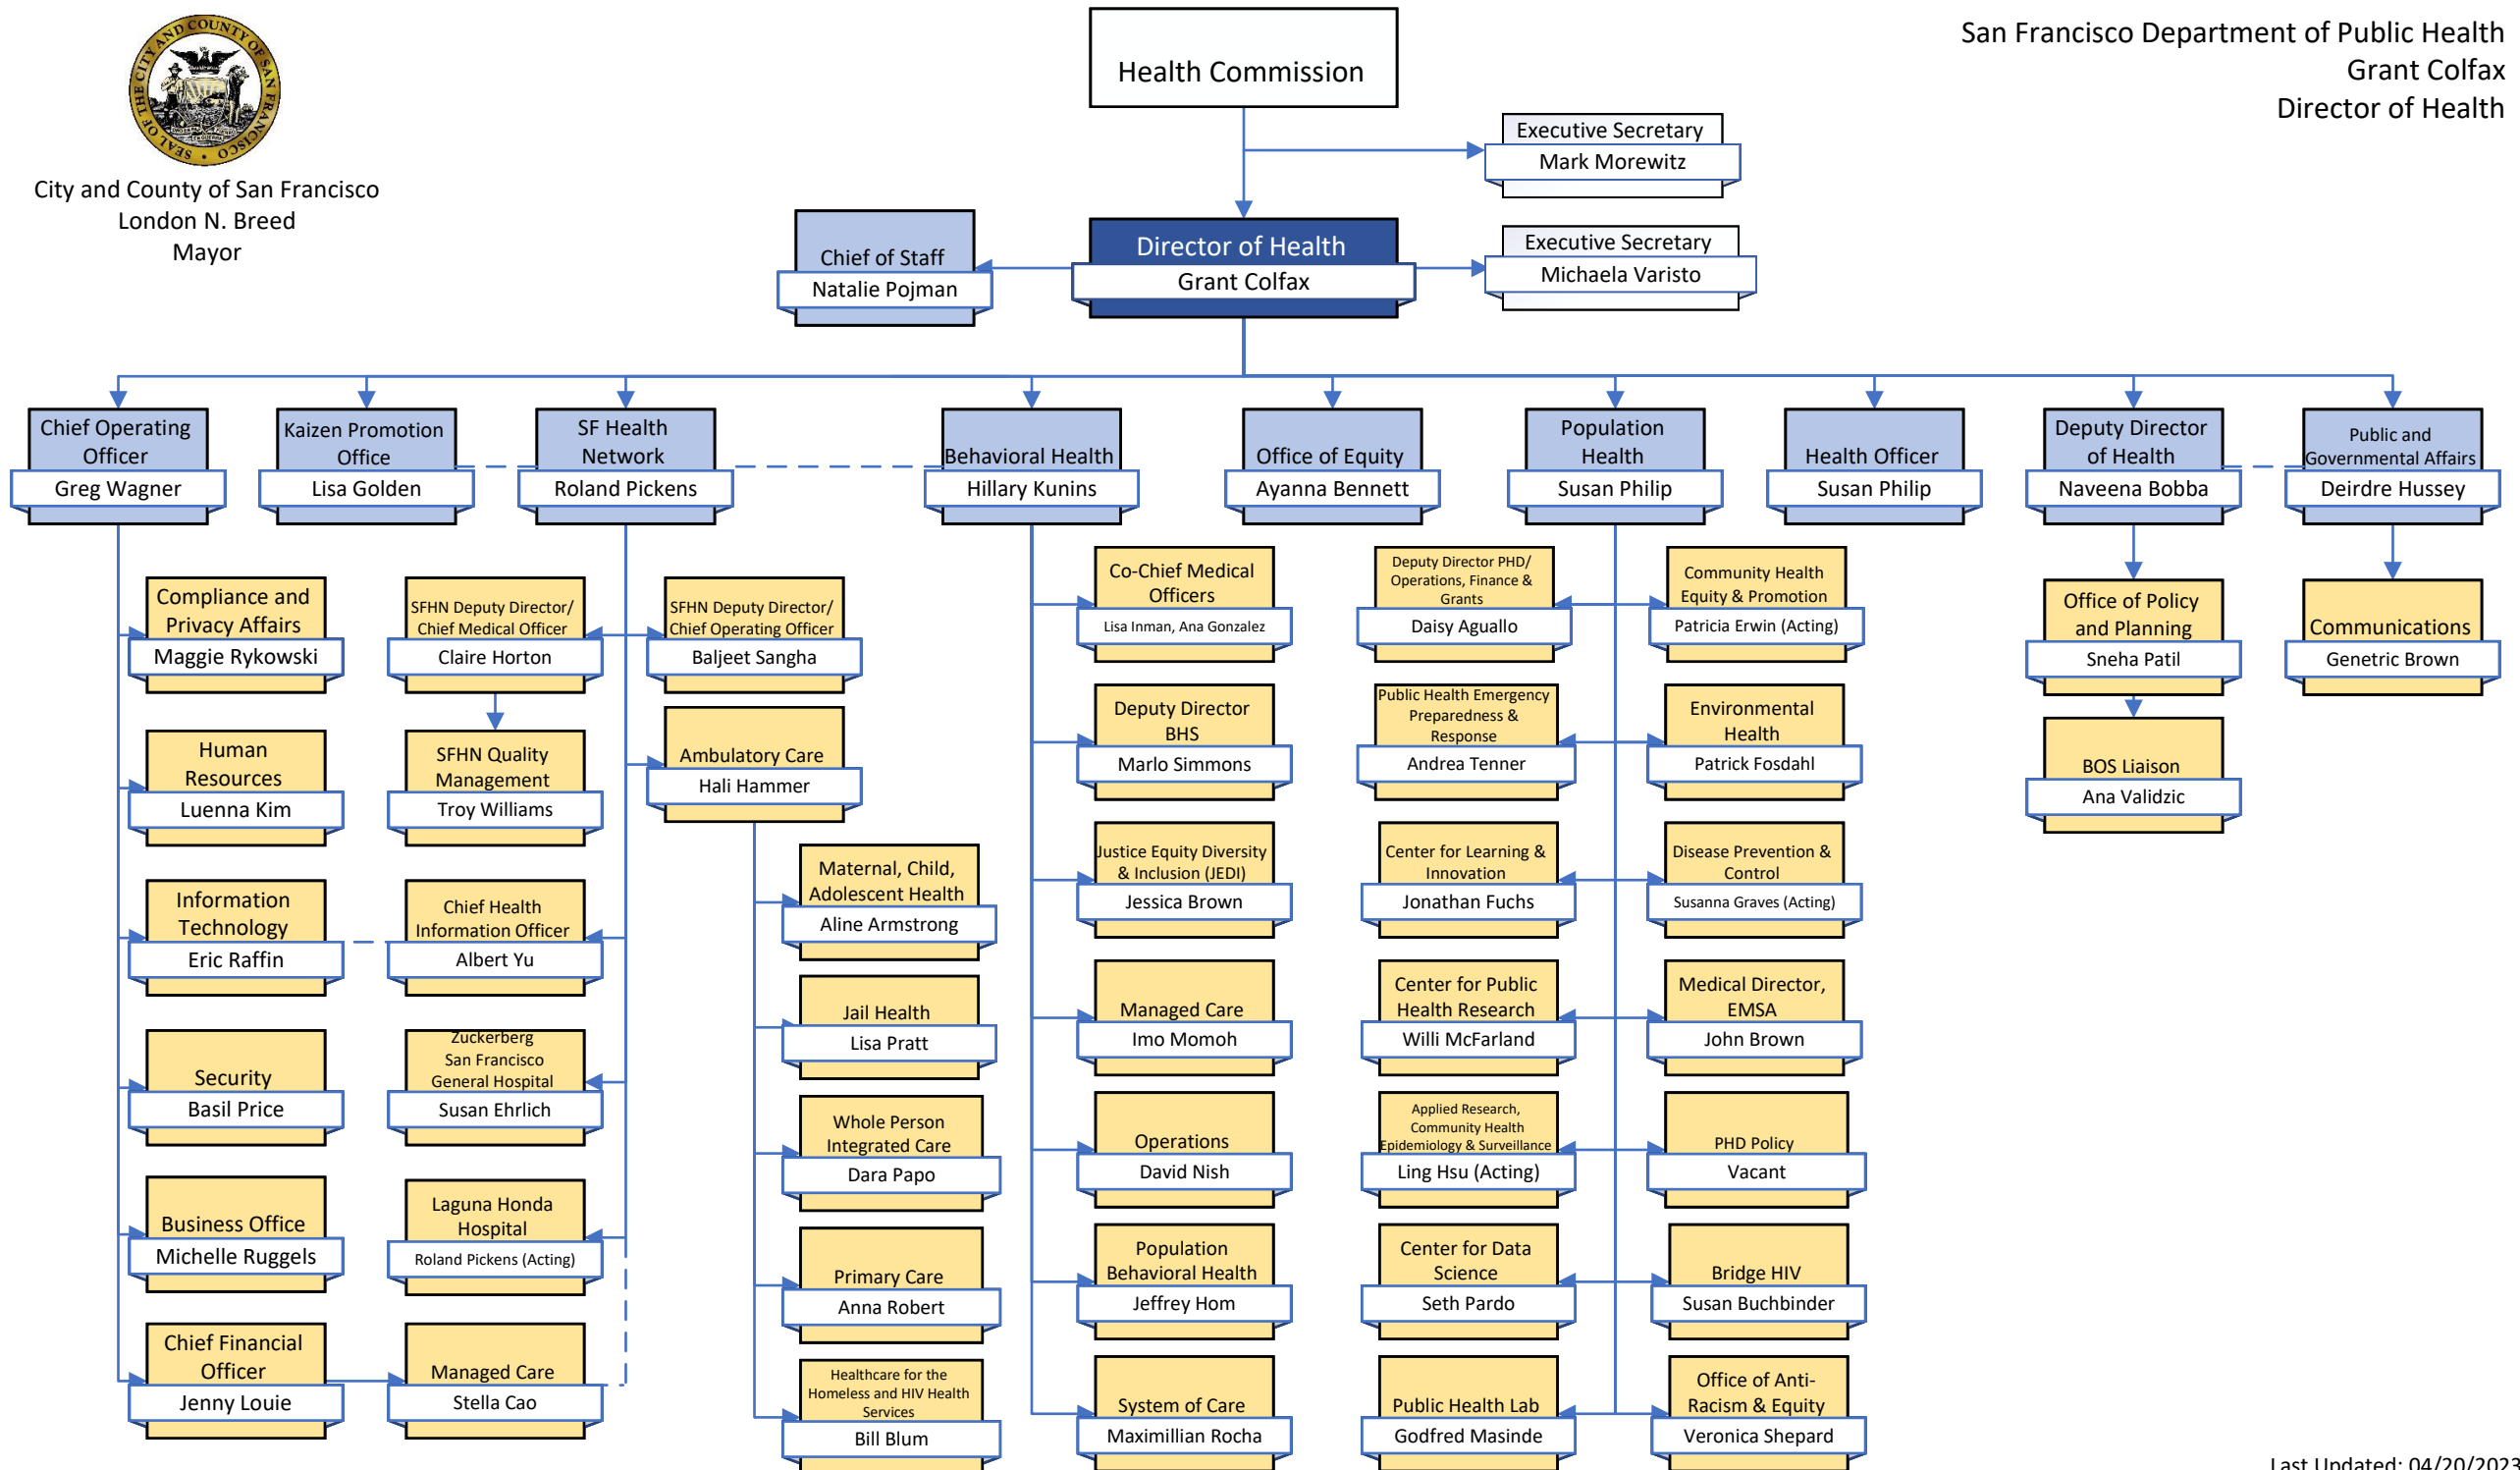 SEAL OF THE CITY AND COUNTY OF SAN FRANCISCO
City and County of San Francisco
London N. Breed
Mayor
San Francisco Department of Public Health
Grant Colfax
Director of Health
Health Commission
Executive Secretary
Mark Morewitz
Chief of Staff
Natalie Pojman
Director of Health
Grant Colfax
Executive Secretary
Michaela Varisto
Chief Operating
Officer
Greg Wagner
Kaizen Promotion
Office
Lisa Golden
SF Health
Network
Roland Pickens
Behavioral Health
Hillary Kunins
Office of Equity
Ayanna Bennett
Population
Health
Susan Philip
Health Officer
Susan Philip
Deputy Director
of Health
Naveena Bobba
Public and
Governmental Affairs
Deirdre Hussey
Compliance and
Privacy Affairs
Maggie Rykowski
Human
Resources
Luenna Kim
Information
Technology
Eric Raffin
Security
Basil Price
Business Office
Michelle Ruggels
Chief Financial
Officer
Jenny Louie
SFHN Deputy Director/
Chief Medical Officer
Claire Horton
SFHN Quality
Management
Troy Williams
Chief Health
Information Officer
Albert Yu
Zuckerberg
San Francisco
General Hospital
Susan Ehrlich
Laguna Honda
Hospital
Roland Pickens (Acting)
Managed Care
Stella Cao
SFHN Deputy Director/
Chief Operating Officer
Baljeet Sangha
Ambulatory Care
Hali Hammer
Maternal, Child,
Adolescent Health
Aline Armstrong
Jail Health
Lisa Pratt
Whole Person
Integrated Care
Dara Papo
Primary Care
Anna Robert
Healthcare for the
Homeless and HIV Health
Services
Bill Blum
Co-Chief Medical
Officers
Lisa Inman, Ana Gonzalez
Deputy Director
BHS
Marlo Simmons
Justice Equity Diversity
& Inclusion (JEDI)
Jessica Brown
Managed Care
Imo Momoh
Operations
David Nish
Population
Behavioral Health
Jeffrey Hom
System of Care
Maximillian Rocha
Deputy Director PHD/
Operations, Finance &
Grants
Daisy Aguallo
Public Health Emergency
Preparedness &
Response
Andrea Tenner
Center for Learning &
Innovation
Jonathan Fuchs
Center for Public
Health Research
Willi McFarland
Applied Research,
Community Health
Epidemiology & Surveillance
Ling Hsu (Acting)
Center for Data
Science
Seth Pardo
Public Health Lab
Godfred Masinde
Community Health
Equity & Promotion
Patricia Erwin (Acting)
Environmental
Health
Patrick Fosdahl
Disease Prevention &
Control
Susanna Graves (Acting)
Medical Director,
EMSA
John Brown
PHD Policy
Vacant
Bridge HIV
Susan Buchbinder
Office of Anti-
Racism & Equity
Veronica Shepard
Office of Policy
and Planning
Sneha Patil
BOS Liaison
Ana Validzic
Communications
Genetric Brown
Last Updated: 04/20/2023